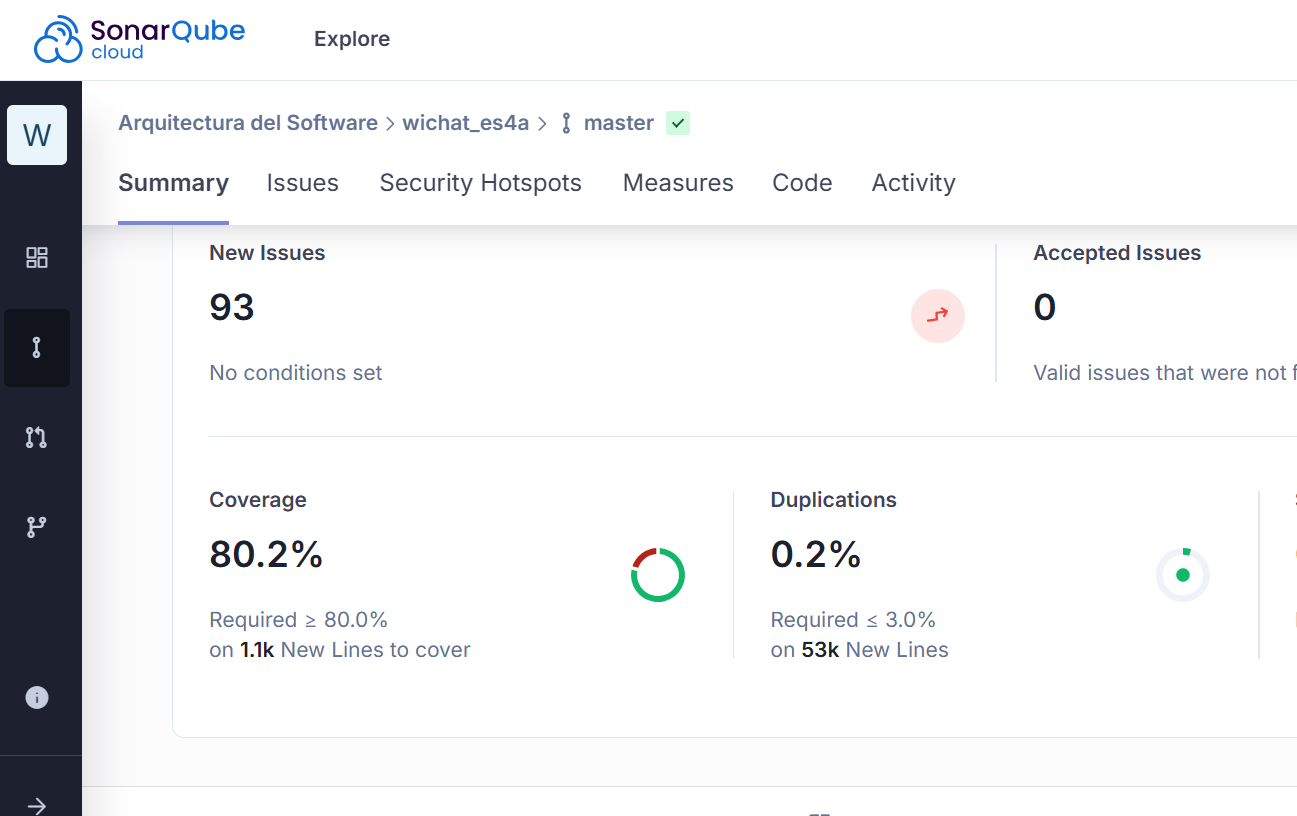 SonarQube
cloud
Explore
W
Arquitectura del Software > wichat_es4a > master
Summary Issues Security Hotspots Measures Code Activity
New Issues
93
No conditions set
Accepted Issues
0
Valid issues that were not f
Coverage
80.2%
Required ≥ 80.0%
on 1.1k New Lines to cover
Duplications
0.2%
Required ≤ 3.0%
on 53k New Lines